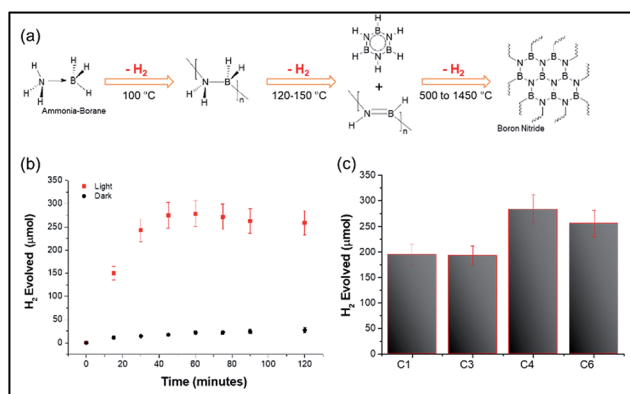 (a)
H
H
N
H
H
H
B
H
Ammonia-Borane
- H₂
100 °C
N
H
H
B
H
H
n
- H₂
120-150 °C
H
H
B
H
N
N
B
B
H
N
H
H
+
N
B
H
H
n
- H₂
500 to 1450 °C
B
B
N
N
N
B
B
B
N
N
N
N
B
B
B
Boron Nitride
(b)
Light
Dark
H₂ Evolved (µmol)
350
300
250
200
150
100
50
0
0
20
40
60
80
100
120
Time (minutes)
(c)
H₂ Evolved (µmol)
350
300
250
200
150
100
50
0
C1
C3
C4
C6